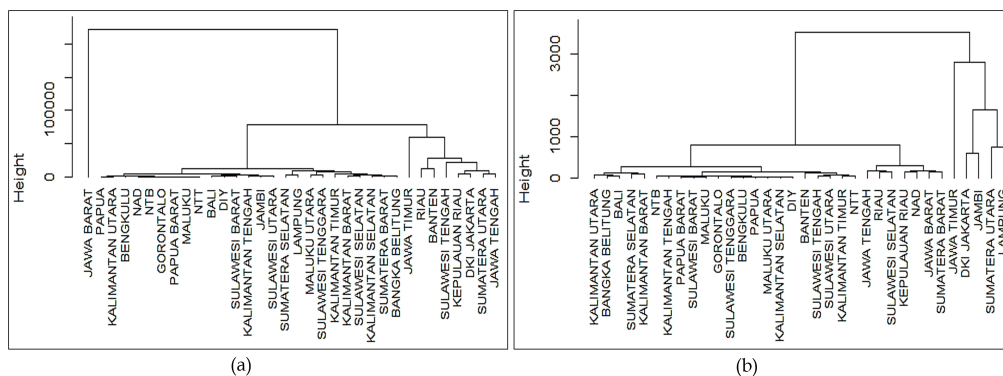 Height
0
100000
JAWA BARAT
PAPUA
KALIMANTAN UTARA
BENGKULU
NAD
NTB
GORONTALO
PAPUA BARAT
MALUKU
NTT
BALI
DIY
SULAWESI BARAT
KALIMANTAN TENGAH
JAMBI
SULAWESI UTARA
SUMATERA SELATAN
LAMPUNG
MALUKU UTARA
SULAWESI TENGGARA
KALIMANTAN TIMUR
KALIMANTAN BARAT
SULAWESI SELATAN
KALIMANTAN SELATAN
SUMATERA BARAT
BANGKA BELITUNG
JAWA TIMUR
RIAU
BANTEN
SULAWESI TENGAH
KEPULAUAN RIAU
DKI JAKARTA
SUMATERA UTARA
JAWA TENGAH
(a)
Height
0
1000
3000
KALIMANTAN UTARA
BANGKA BELITUNG
BALI
SUMATERA SELATAN
KALIMANTAN BARAT
NTB
KALIMANTAN TENGAH
PAPUA BARAT
SULAWESI BARAT
MALUKU
GORONTALO
SULAWESI TENGGARA
BENGKULU
PAPUA
MALUKU UTARA
KALIMANTAN SELATAN
DIY
BANTEN
SULAWESI TENGAH
SULAWESI UTARA
KALIMANTAN TIMUR
NTT
JAWA TENGAH
RIAU
SULAWESI SELATAN
KEPULAUAN RIAU
NAD
JAWA BARAT
SUMATERA BARAT
JAWA TIMUR
DKI JAKARTA
JAMBI
SUMATERA UTARA
LAMPUNG
(b)